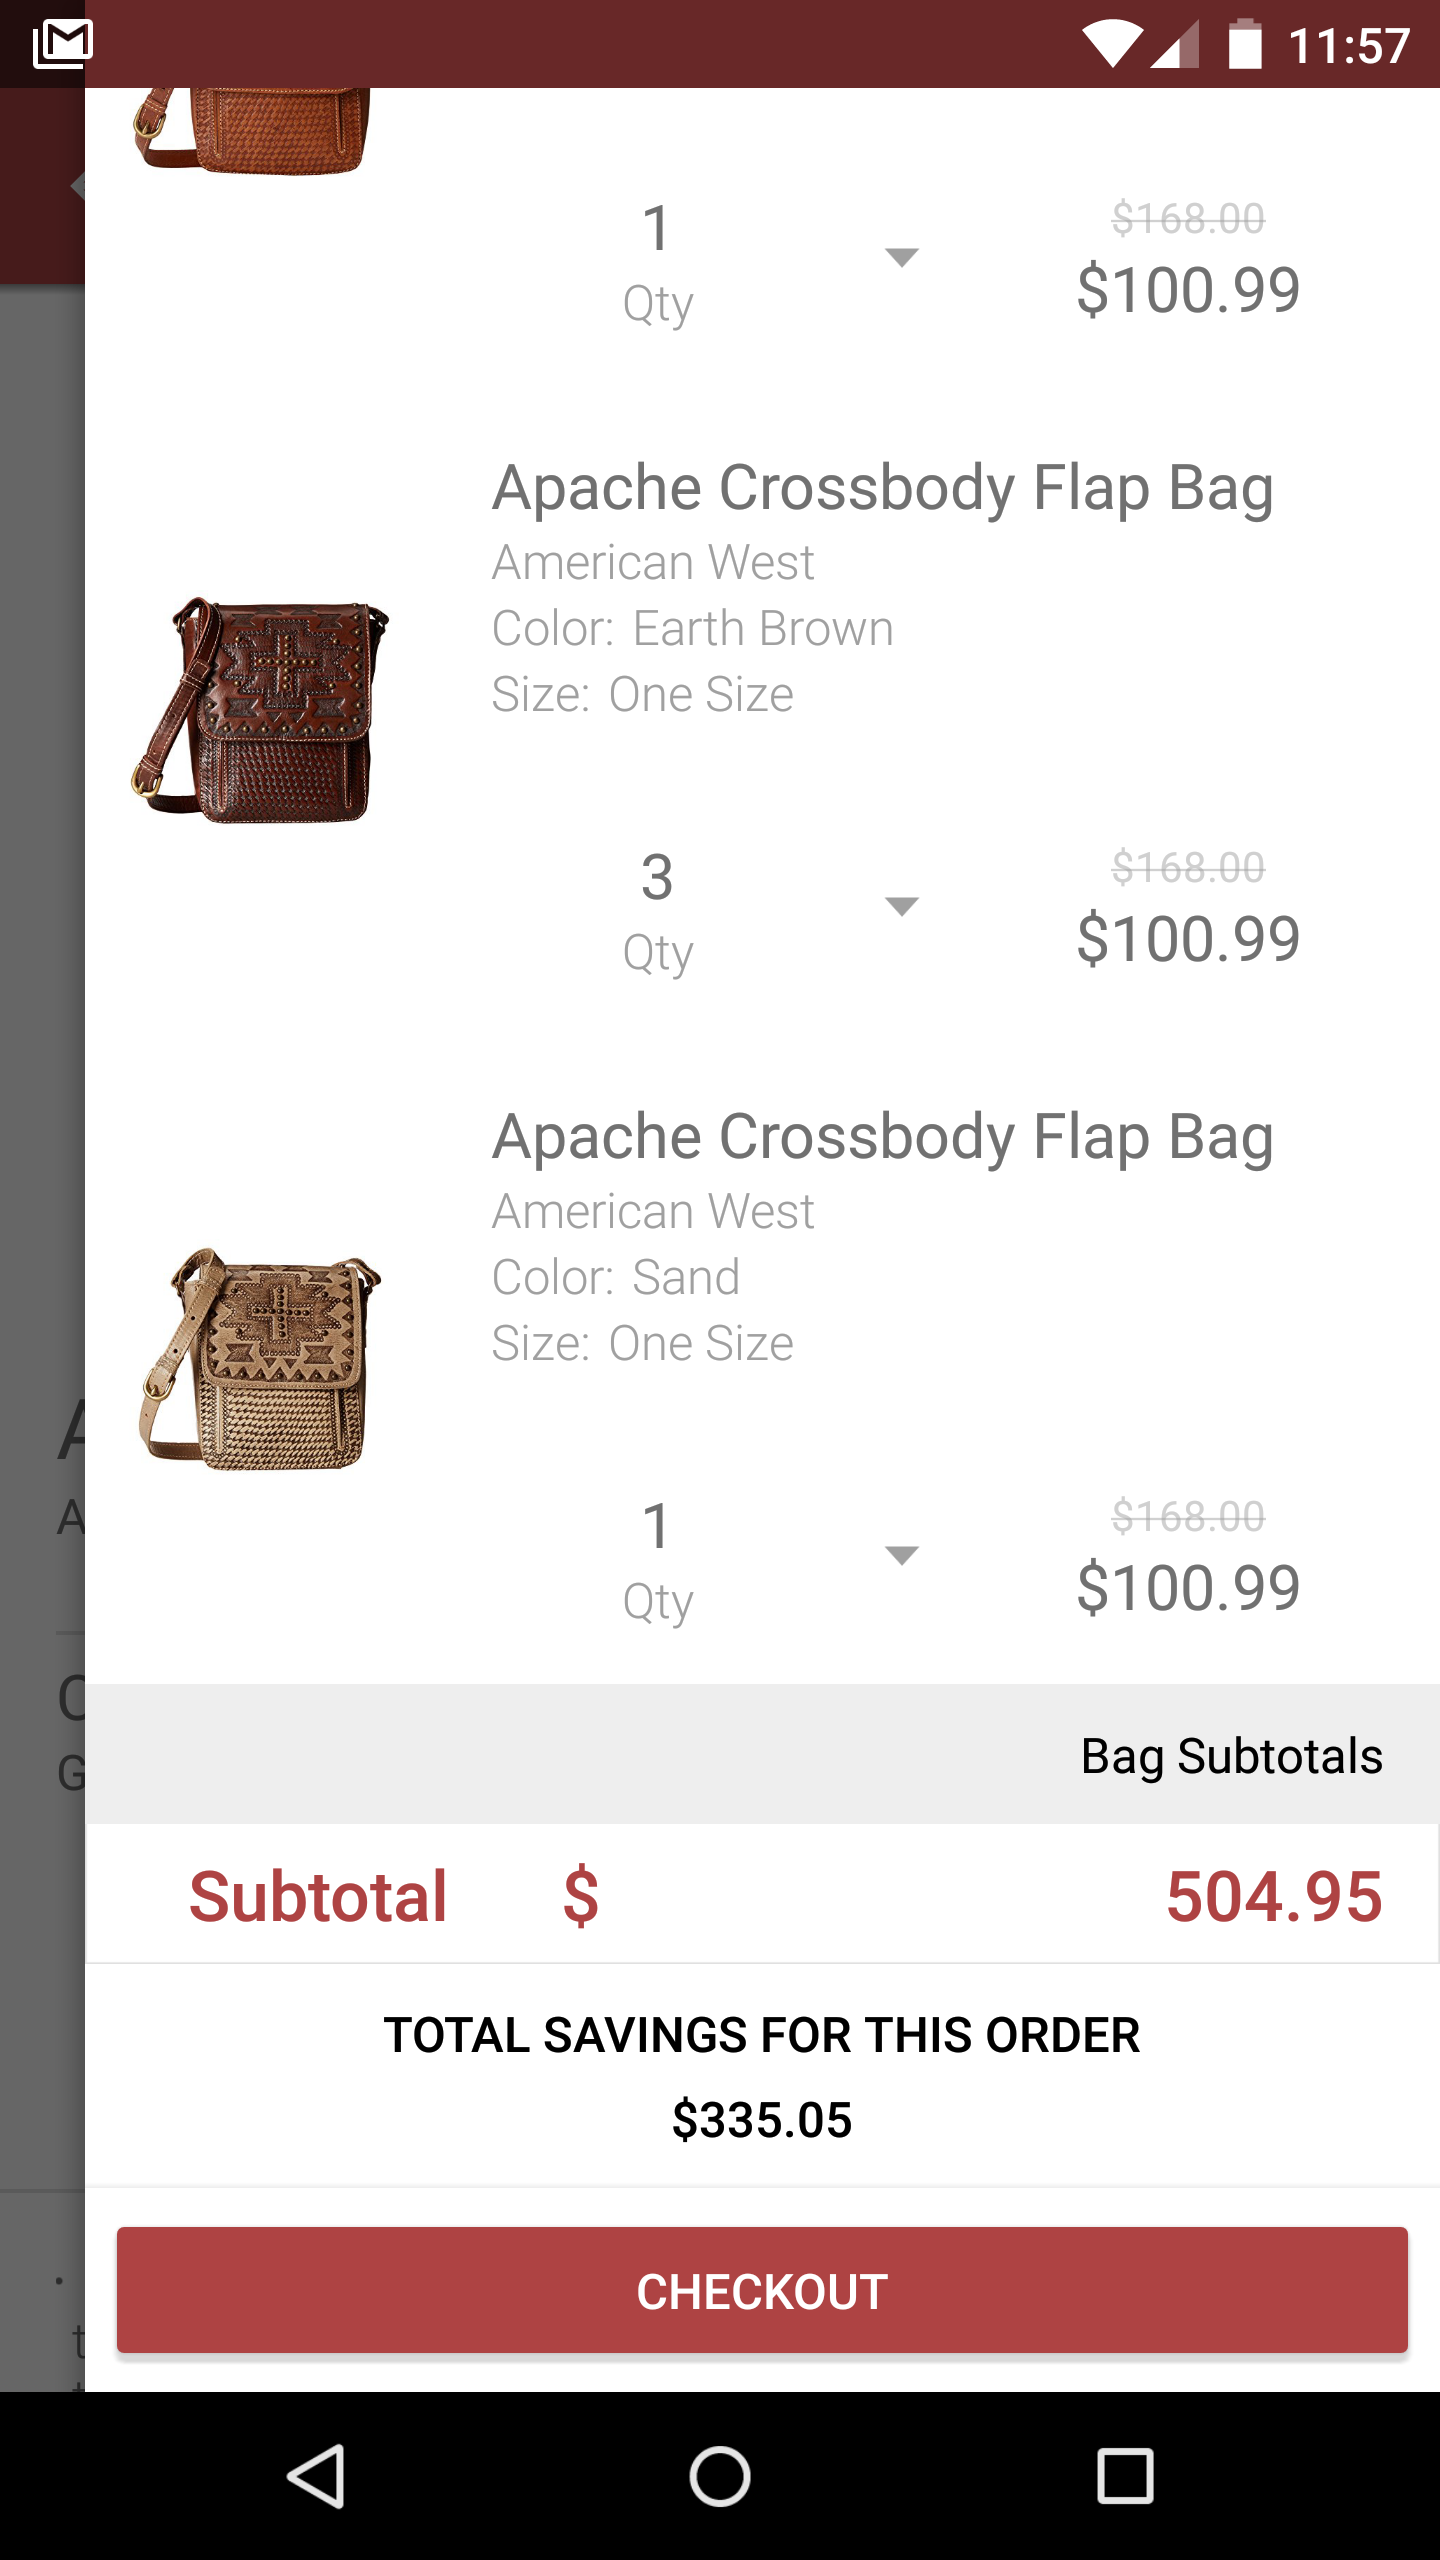 11:57
1
$168.00
$100.99
Qty
Apache Crossbody Flap Bag
American West
Color: Earth Brown
Size: One Size
3
$168.00
$100.99
Qty
Apache Crossbody Flap Bag
American West
Color: Sand
Size: One Size
1
$168.00
$100.99
Qty
Bag Subtotals
Subtotal $ 504.95
TOTAL SAVINGS FOR THIS ORDER
$335.05
CHECKOUT